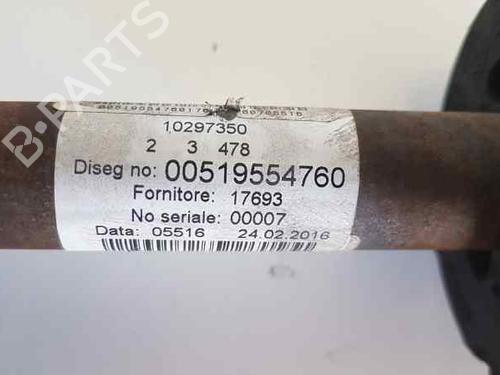 10297350
2 3 478
Diseg no: 00519554760
Fornitore: 17693
No seriale: 00007
Data: 05516 24.02.2016
B-PARTS